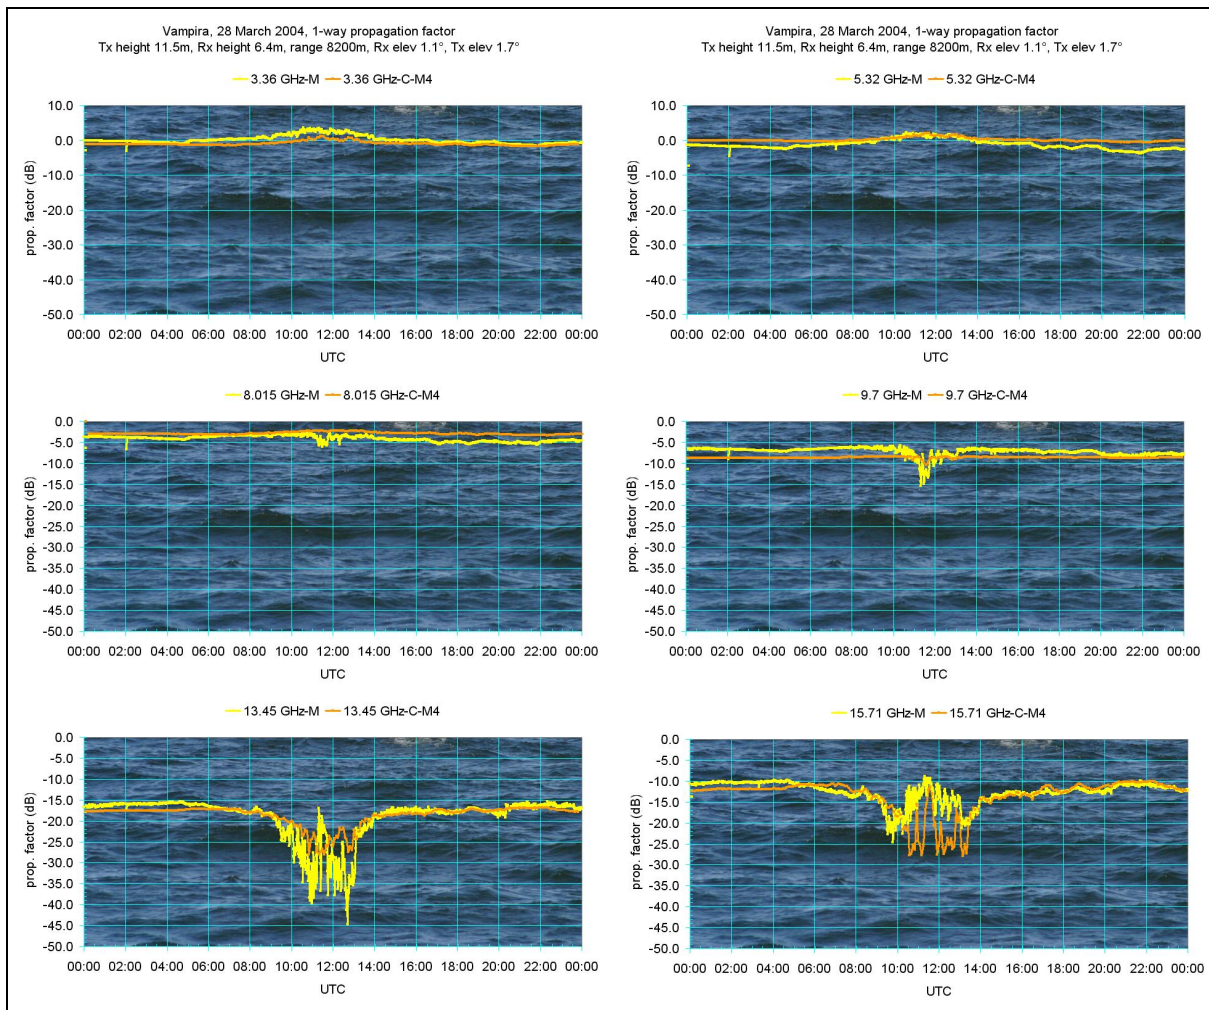 Vampira, 28 March 2004, 1-way propagation factor
Tx height 11.5m, Rx height 6.4m, range 8200m, Rx elev 1.1°, Tx elev 1.7°
3.36 GHz-M 3.36 GHz-C-M4
prop. factor (dB)
10.0
0.0
-10.0
-20.0
-30.0
-40.0
-50.0
00:00 02:00 04:00 06:00 08:00 10:00 12:00 14:00 16:00 18:00 20:00 22:00 00:00
UTC
Vampira, 28 March 2004, 1-way propagation factor
Tx height 11.5m, Rx height 6.4m, range 8200m, Rx elev 1.1°, Tx elev 1.7°
5.32 GHz-M 5.32 GHz-C-M4
prop. factor (dB)
10.0
0.0
-10.0
-20.0
-30.0
-40.0
-50.0
00:00 02:00 04:00 06:00 08:00 10:00 12:00 14:00 16:00 18:00 20:00 22:00 00:00
UTC
8.015 GHz-M 8.015 GHz-C-M4
prop. factor (dB)
0.0
-5.0
-10.0
-15.0
-20.0
-25.0
-30.0
-35.0
-40.0
-45.0
-50.0
00:00 02:00 04:00 06:00 08:00 10:00 12:00 14:00 16:00 18:00 20:00 22:00 00:00
UTC
9.7 GHz-M 9.7 GHz-C-M4
prop. factor (dB)
0.0
-5.0
-10.0
-15.0
-20.0
-25.0
-30.0
-35.0
-40.0
-45.0
-50.0
00:00 02:00 04:00 06:00 08:00 10:00 12:00 14:00 16:00 18:00 20:00 22:00 00:00
UTC
13.45 GHz-M 13.45 GHz-C-M4
prop. factor (dB)
0.0
-5.0
-10.0
-15.0
-20.0
-25.0
-30.0
-35.0
-40.0
-45.0
-50.0
00:00 02:00 04:00 06:00 08:00 10:00 12:00 14:00 16:00 18:00 20:00 22:00 00:00
UTC
15.71 GHz-M 15.71 GHz-C-M4
prop. factor (dB)
0.0
-5.0
-10.0
-15.0
-20.0
-25.0
-30.0
-35.0
-40.0
-45.0
-50.0
00:00 02:00 04:00 06:00 08:00 10:00 12:00 14:00 16:00 18:00 20:00 22:00 00:00
UTC